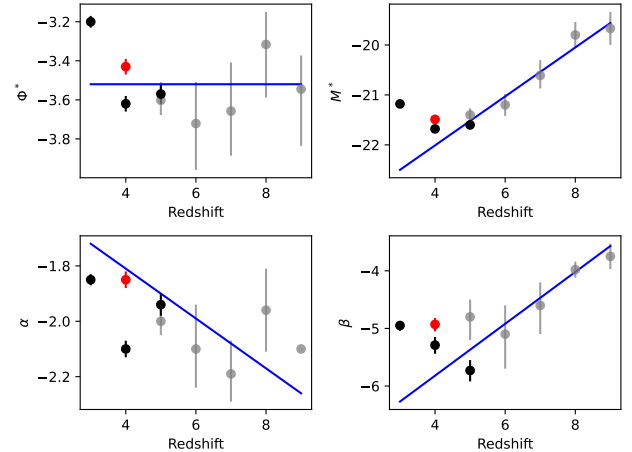 −3.2
−3.4
−3.6
−3.8
Φ*
4 6 8
Redshift
−20
−21
−22
M*
4 6 8
Redshift
−1.8
−2.0
−2.2
α
4 6 8
Redshift
−4
−5
−6
β
4 6 8
Redshift